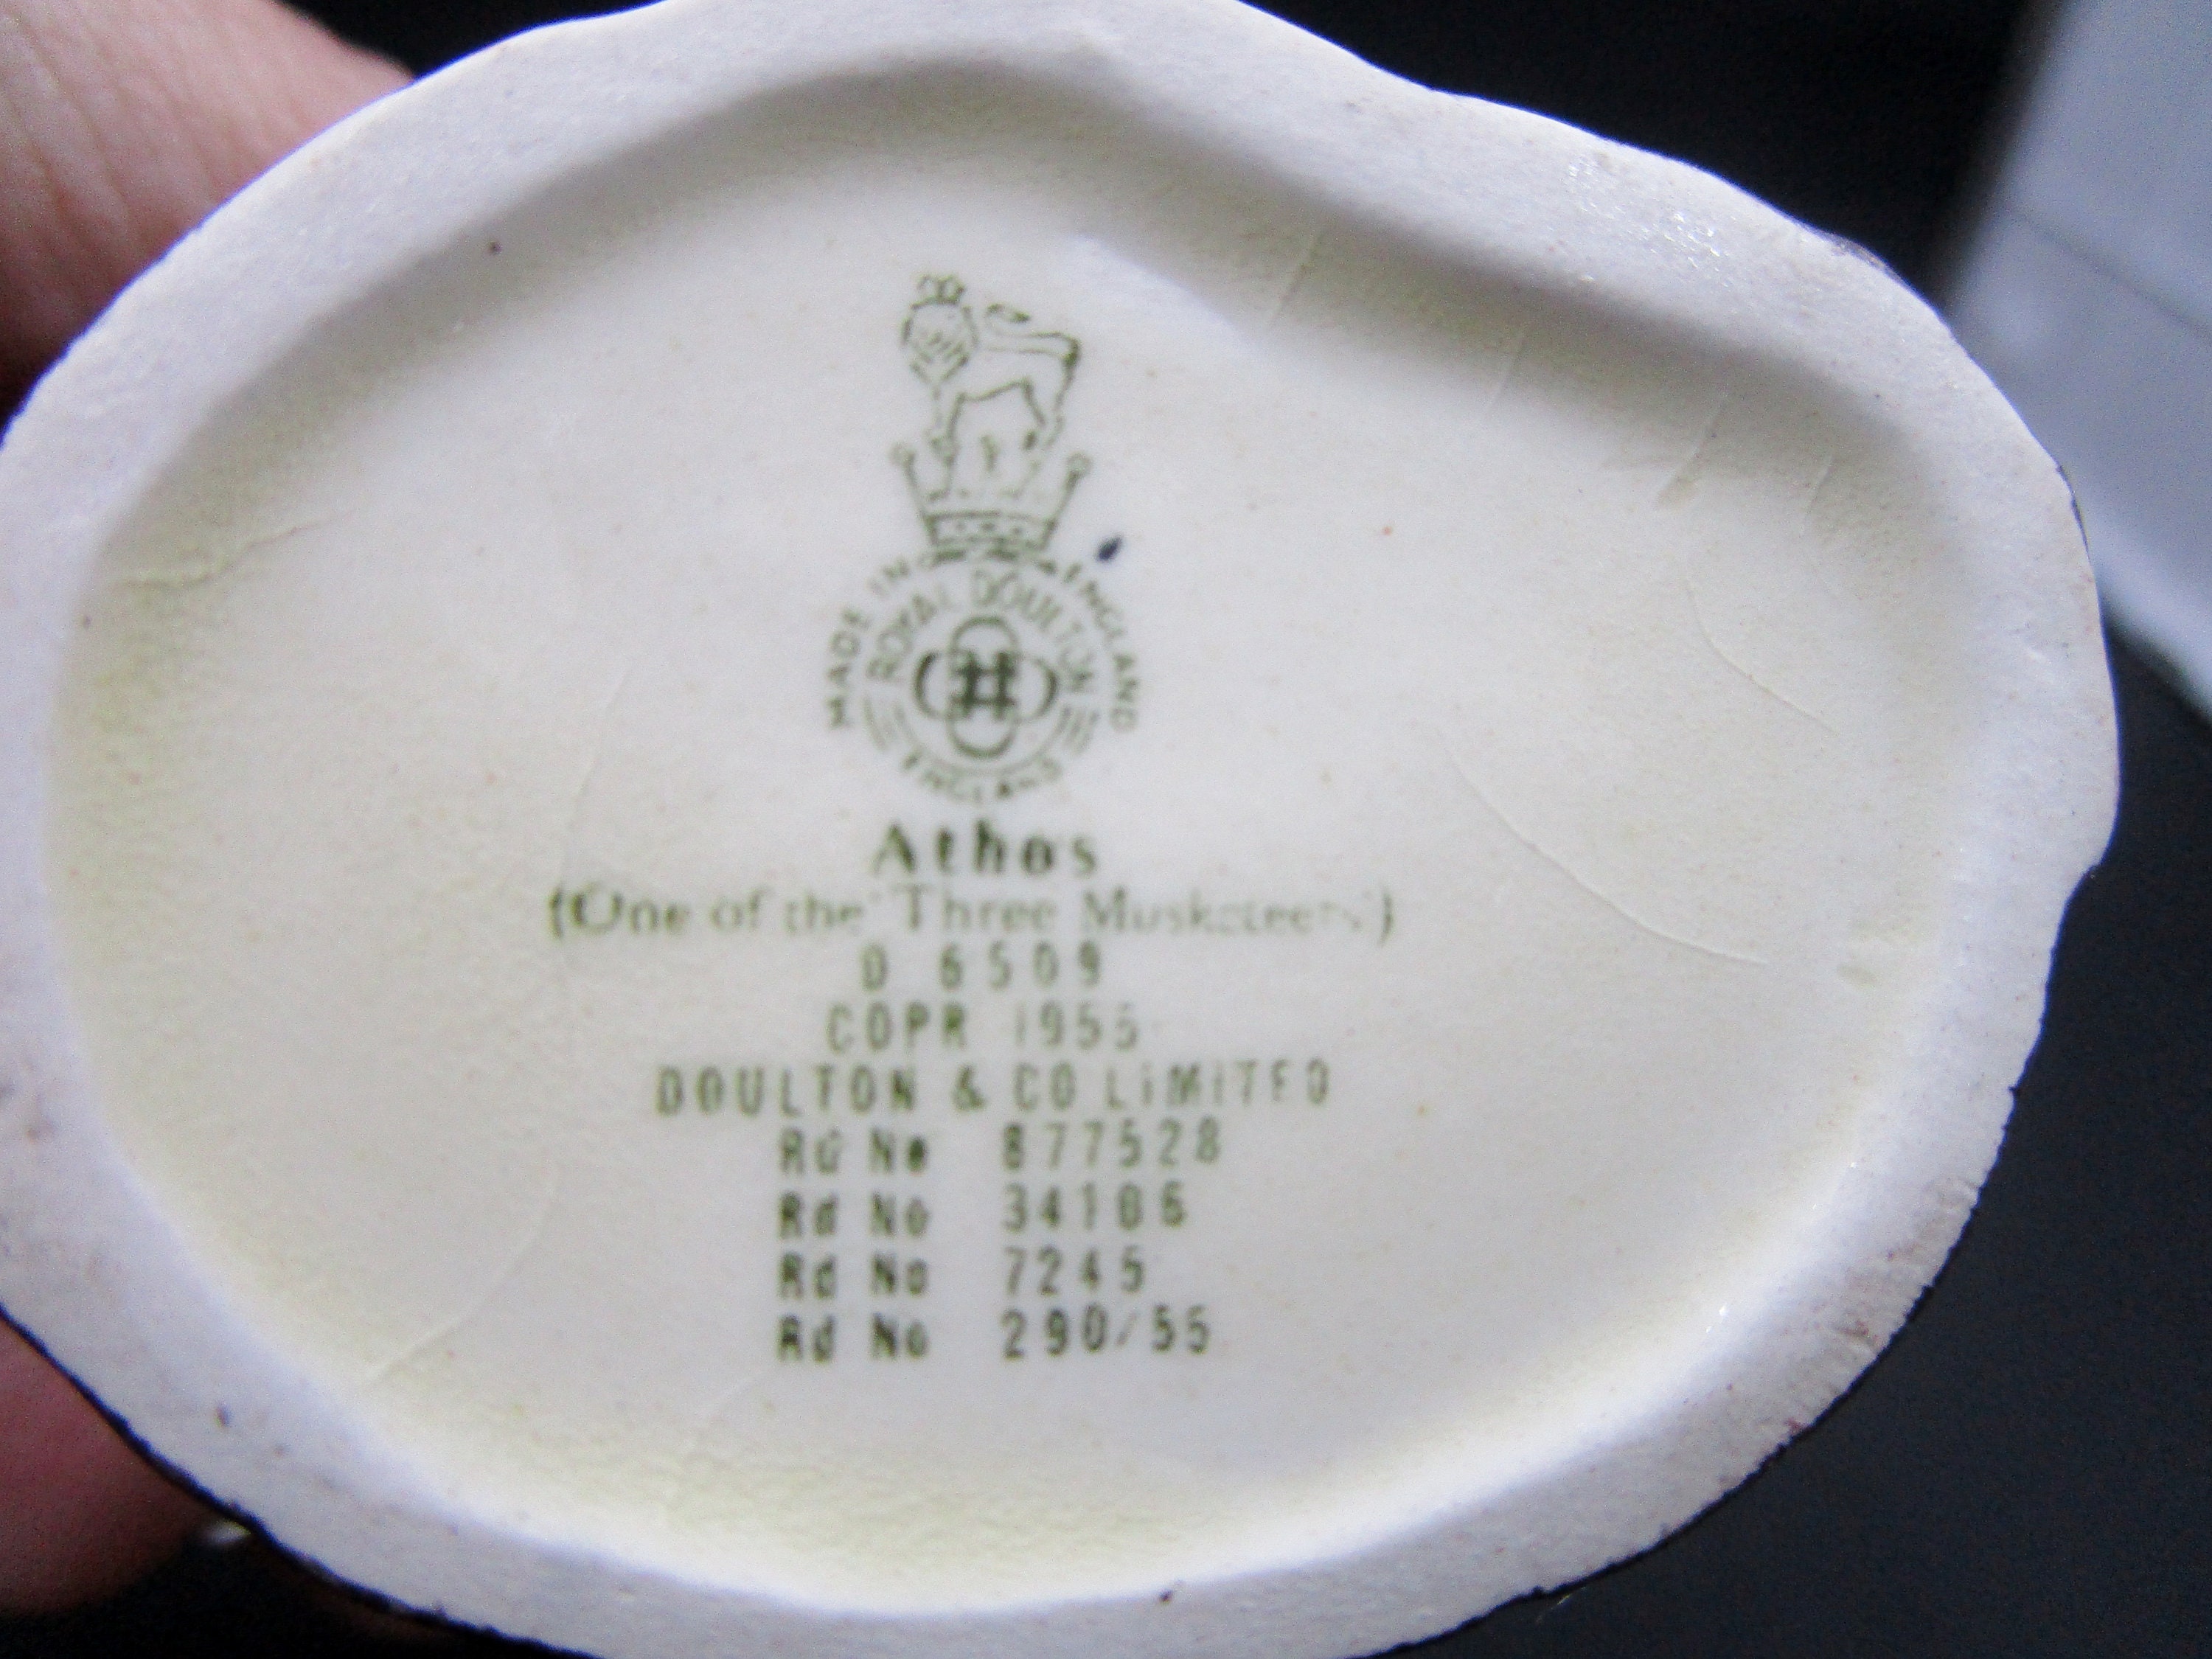 MADE IN ENGLAND
ROYAL DOULTON
ENGLAND
Athos
(One of the 'Three Musketeers')
D 6509
COPR 1955
DOULTON & CO LIMITED
Rd No 877528
Rd No 34106
Rd No 7245
Rd No 290/55